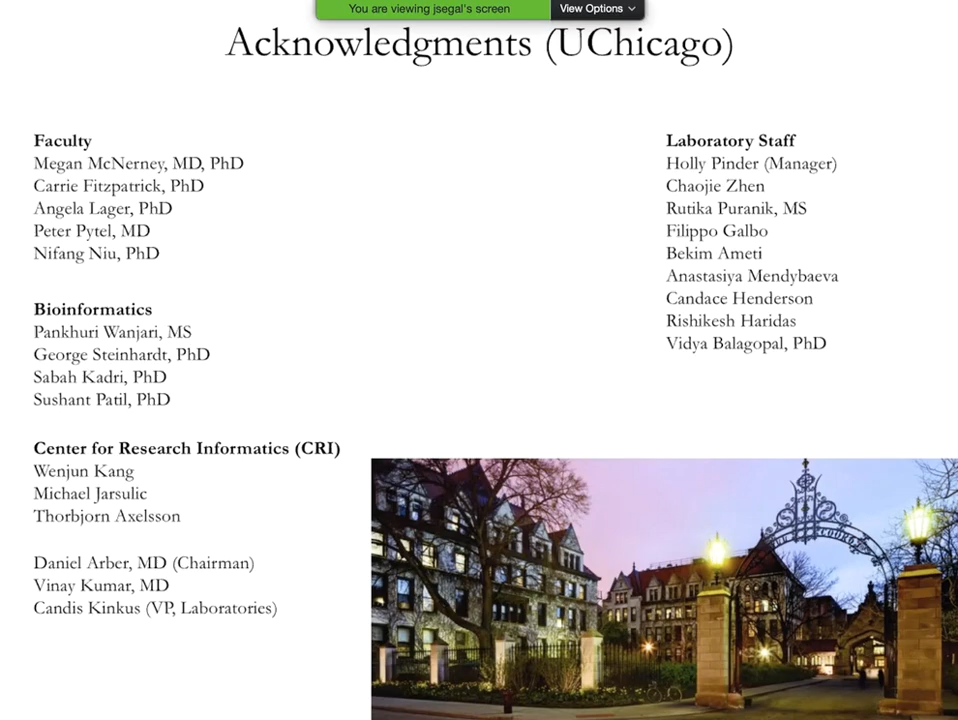 You are viewing jsegal's screen
View Options
Acknowledgments (UChicago)
Faculty
Megan McNerney, MD, PhD
Carrie Fitzpatrick, PhD
Angela Lager, PhD
Peter Pytel, MD
Nifang Niu, PhD
Bioinformatics
Pankhuri Wanjari, MS
George Steinhardt, PhD
Sabah Kadri, PhD
Sushant Patil, PhD
Center for Research Informatics (CRI)
Wenjun Kang
Michael Jarsulic
Thorbjorn Axelsson
Daniel Arber, MD (Chairman)
Vinay Kumar, MD
Candis Kinkus (VP, Laboratories)
Laboratory Staff
Holly Pinder (Manager)
Chaojie Zhen
Rutika Puranik, MS
Filippo Galbo
Bekim Ameti
Anastasiya Mendybaeva
Candace Henderson
Rishikesh Haridas
Vidya Balagopal, PhD